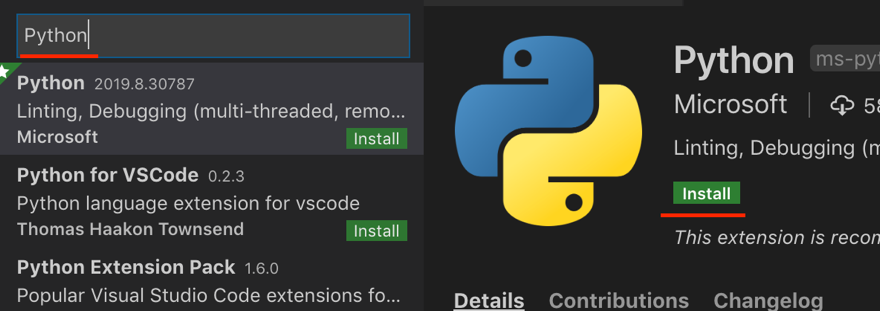 Python
Python 2019.8.30787
Linting, Debugging (multi-threaded, remo...
Microsoft
Install
Python for VSCode 0.2.3
Python language extension for vscode
Thomas Haakon Townsend
Install
Python Extension Pack 1.6.0
Popular Visual Studio Code extensions fo...
Python ms-pyt
Microsoft
Linting, Debugging (m
Install
This extension is recom
Details Contributions Changelog